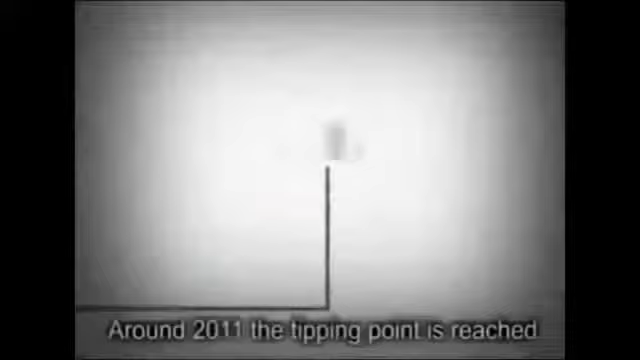 Around 2011 the tipping point is reached